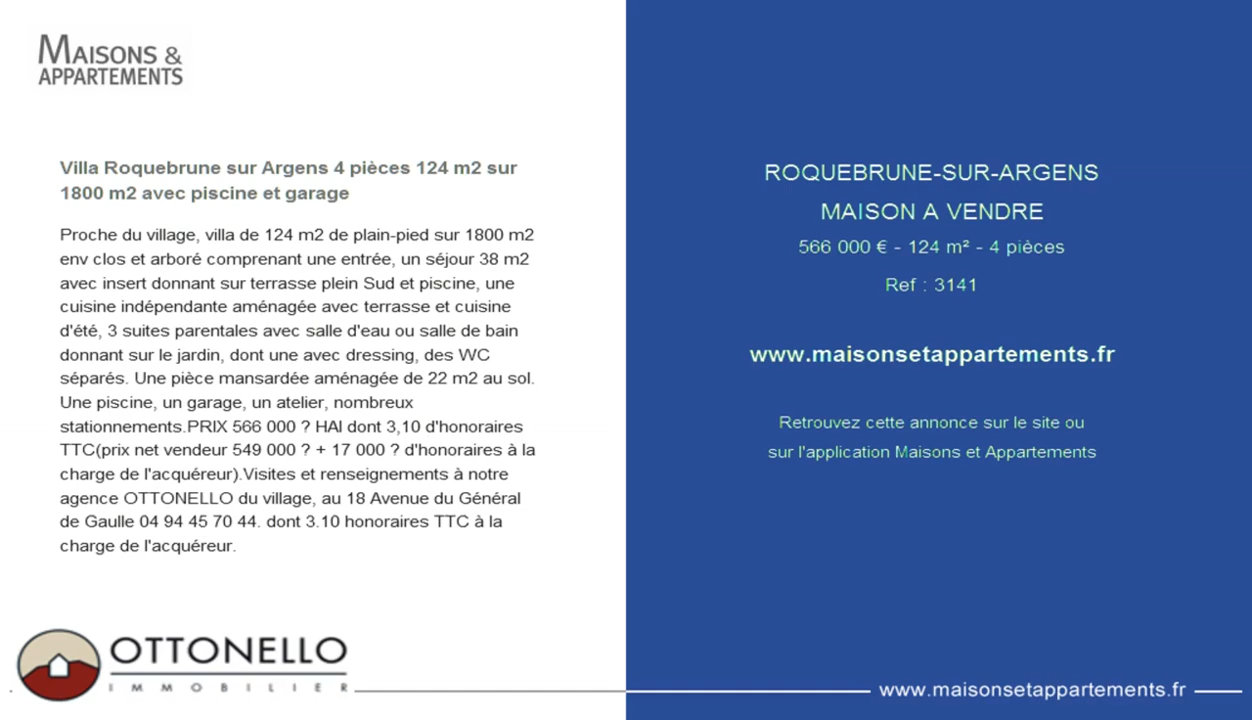 MAISONS &
APPARTEMENTS
Villa Roquebrune sur Argens 4 pièces 124 m2 sur
1800 m2 avec piscine et garage
Proche du village, villa de 124 m2 de plain-pied sur 1800 m2
env clos et arboré comprenant une entrée, un séjour 38 m2
avec insert donnant sur terrasse plein Sud et piscine, une
cuisine indépendante aménagée avec terrasse et cuisine
d'été, 3 suites parentales avec salle d'eau ou salle de bain
donnant sur le jardin, dont une avec dressing, des WC
séparés. Une pièce mansardée aménagée de 22 m2 au sol.
Une piscine, un garage, un atelier, nombreux
stationnements.PRIX 566 000 ? HAI dont 3,10 d'honoraires
TTC(prix net vendeur 549 000 ? + 17 000 ? d'honoraires à la
charge de l'acquéreur).Visites et renseignements à notre
agence OTTONELLO du village, au 18 Avenue du Général
de Gaulle 04 94 45 70 44. dont 3.10 honoraires TTC à la
charge de l'acquéreur.
OTTONELLO
IMMOBILIER
ROQUEBRUNE-SUR-ARGENS
MAISON A VENDRE
566 000 € - 124 m² - 4 pièces
Ref : 3141
www.maisonsetappartements.fr
Retrouvez cette annonce sur le site ou
sur l'application Maisons et Appartements
www.maisonsetappartements.fr